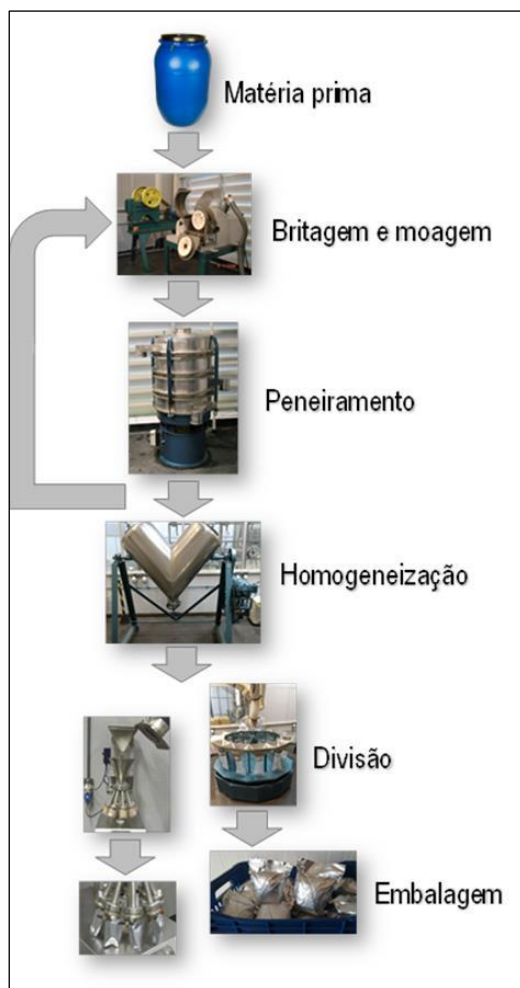 Matéria prima
Britagem e moagem
Peneiramento
Homogeneização
Divisão
Embalagem